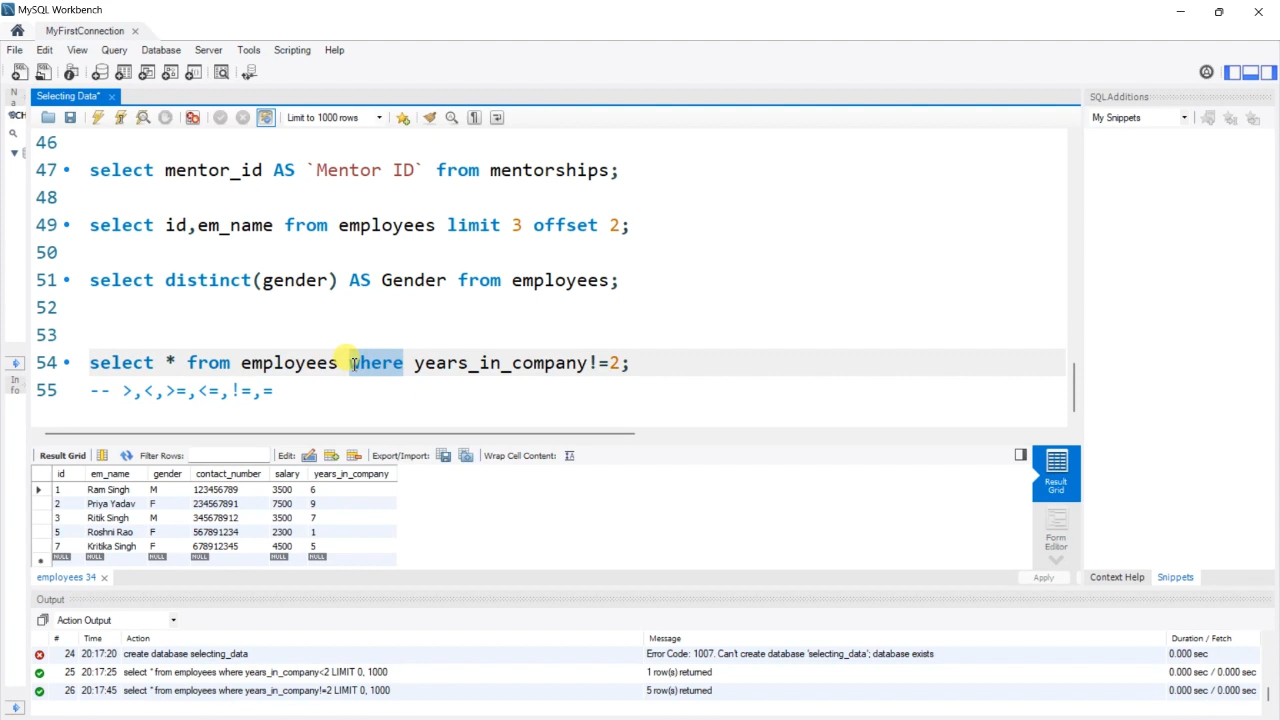 MySQL Workbench
MyFirstConnection
File Edit View Query Database Server Tools Scripting Help
Selecting Data*
SQLAdditions
Limit to 1000 rows
My Snippets
46
47 select mentor_id AS `Mentor ID` from mentorships;
48
49 select id,em_name from employees limit 3 offset 2;
50
51 select distinct(gender) AS Gender from employees;
52
53
54 select * from employees where years_in_company!=2;
55 -- >,<,>=,<=,!=,=
Result Grid Filter Rows: Edit: Export/Import: Wrap Cell Content:
id em_name gender contact_number salary years_in_company
1 Ram Singh M 123456789 3500 6
2 Priya Yadav F 234567891 7500 9
3 Ritik Singh M 345678912 3500 7
5 Roshni Rao F 567891234 2300 1
7 Kritika Singh F 678912345 4500 5
NULL NULL NULL NULL NULL NULL
Result
Grid
Form
Editor
employees 34
Apply
Context Help Snippets
Output
Action Output
# Time Action Message Duration / Fetch
24 20:17:20 create database selecting_data Error Code: 1007. Can't create database 'selecting_data'; database exists 0.000 sec
25 20:17:25 select * from employees where years_in_company<2 LIMIT 0, 1000 1 row(s) returned 0.000 sec / 0.000 sec
26 20:17:45 select * from employees where years_in_company!=2 LIMIT 0, 1000 5 row(s) returned 0.000 sec / 0.000 sec